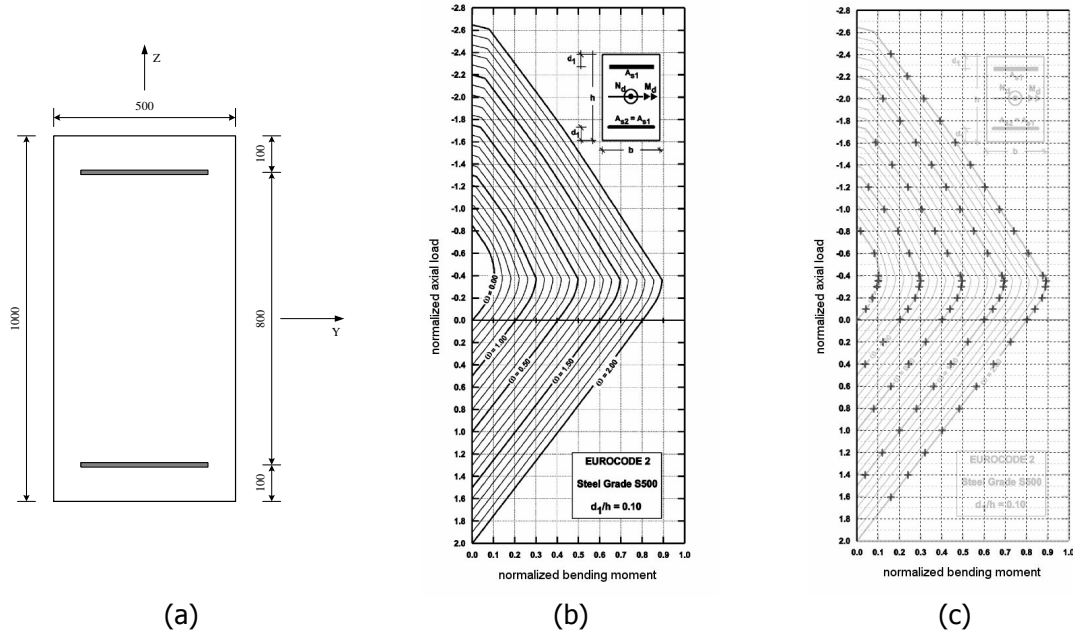 Z
500
100
800
Y
1000
100
(a)
normalized axial load
-2.8
-2.6
-2.4
-2.2
-2.0
-1.8
-1.6
-1.4
-1.2
-1.0
-0.8
-0.6
-0.4
-0.2
0.0
0.2
0.4
0.6
0.8
1.0
1.2
1.4
1.6
1.8
2.0
d1
As1
Nd Md
h
As2 = As1
d1
b
ω = 0.00
ω = 1.00
ω = 0.50
ω = 1.50
ω = 2.00
EUROCODE 2
Steel Grade S500
d1/h = 0.10
0.0 0.1 0.2 0.3 0.4 0.5 0.6 0.7 0.8 0.9 1.0
normalized bending moment
(b)
normalized axial load
-2.8
-2.6
-2.4
-2.2
-2.0
-1.8
-1.6
-1.4
-1.2
-1.0
-0.8
-0.6
-0.4
-0.2
0.0
0.2
0.4
0.6
0.8
1.0
1.2
1.4
1.6
1.8
2.0
d1
As1
Md
h
As2 = As1
b
EUROCODE 2
Steel Grade S500
d1/h = 0.10
0.0 0.1 0.2 0.3 0.4 0.5 0.6 0.7 0.8 0.9 1.0
normalized bending moment
(c)